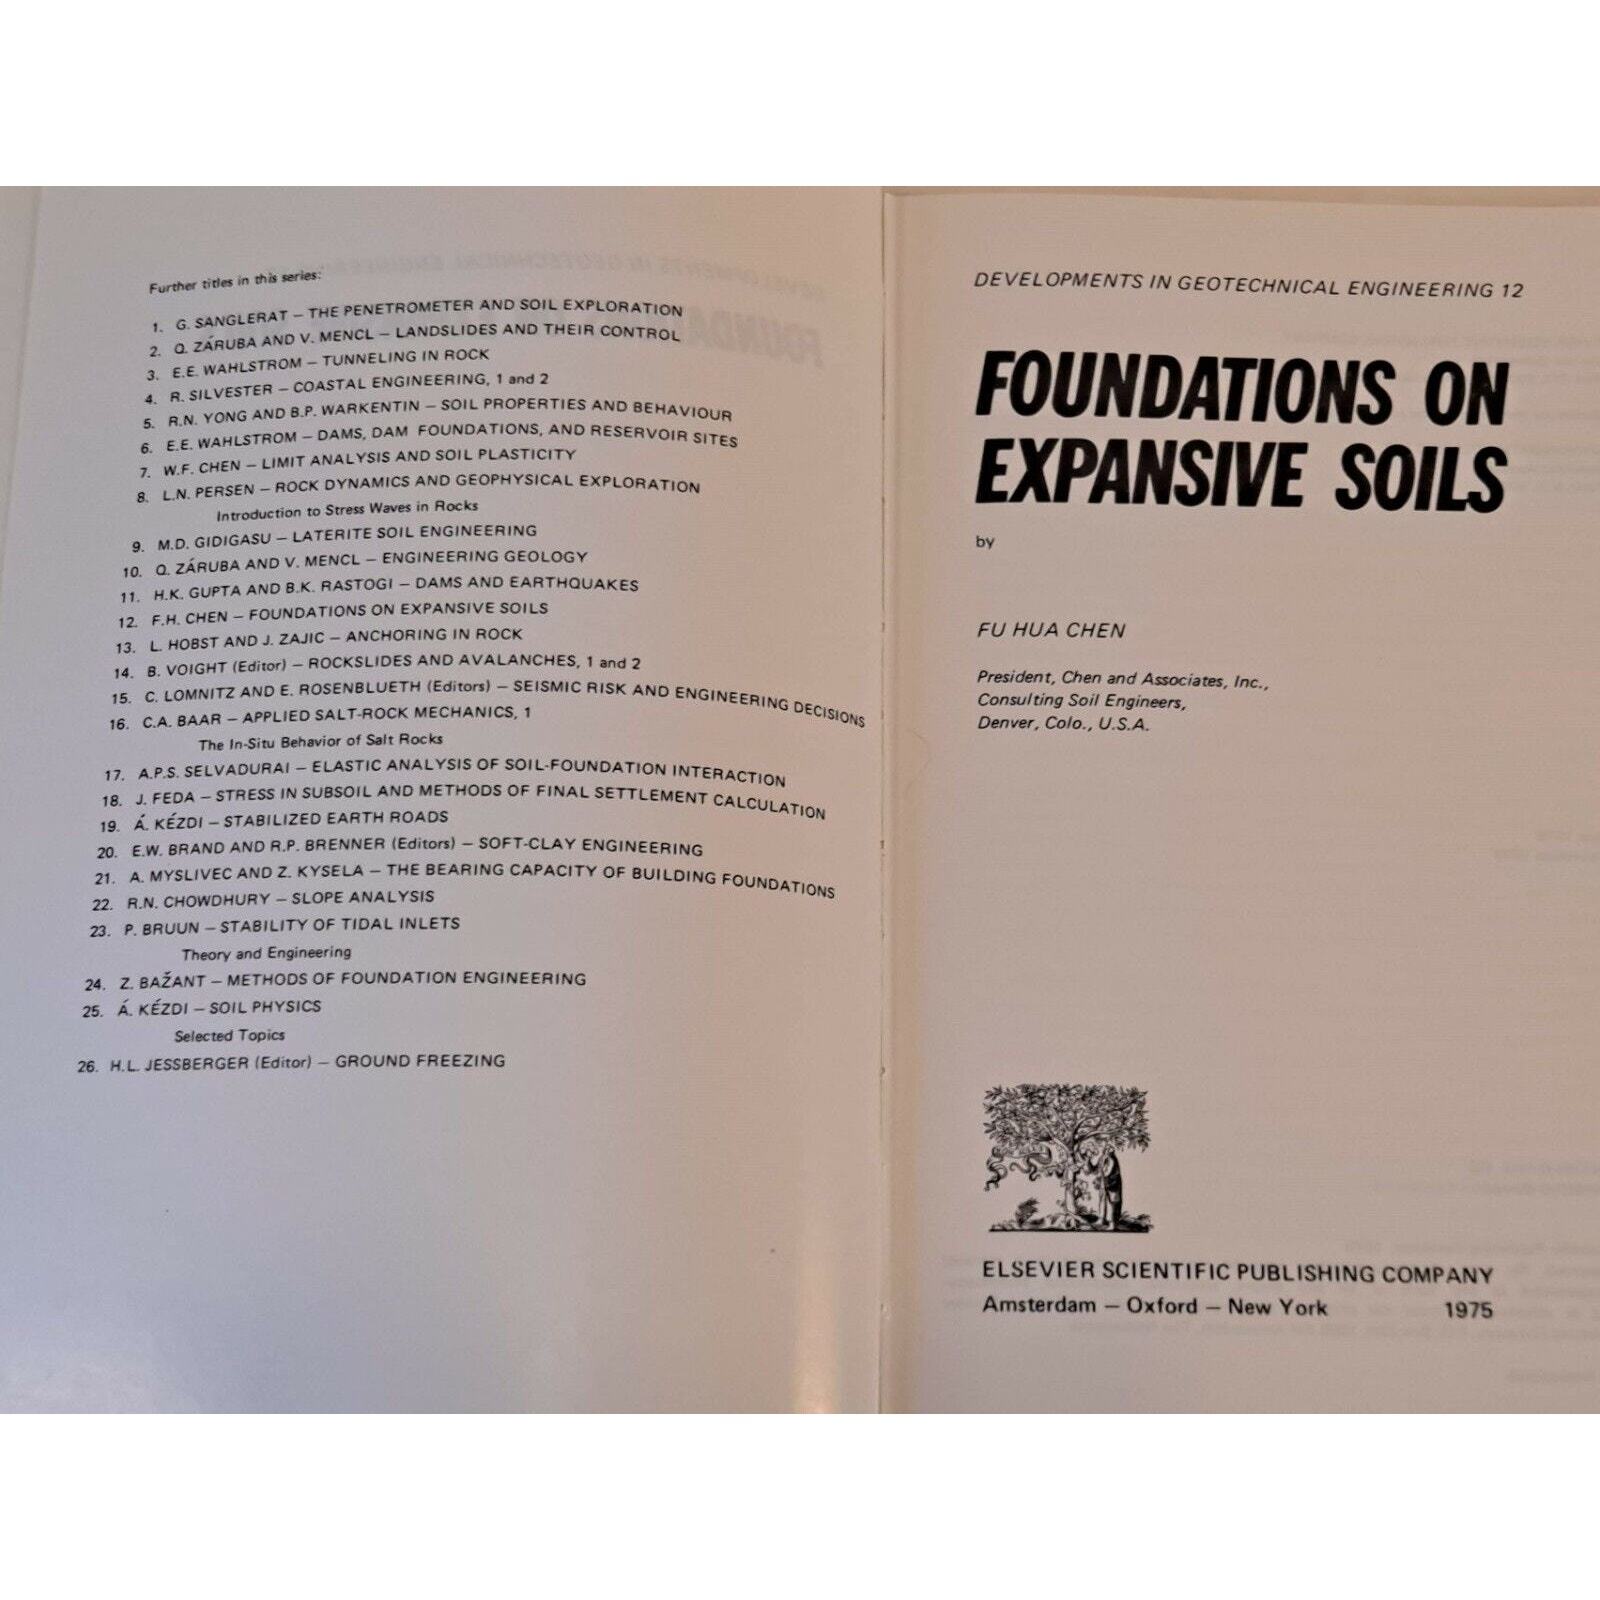 Further titles in this series:
1. G. SANGLERAT – THE PENETROMETER AND SOIL EXPLORATION
2. Q. ZÁRUBA AND V. MENCL – LANDSLIDES AND THEIR CONTROL
3. E.E. WAHLSTROM – TUNNELING IN ROCK
4. R. SILVESTER – COASTAL ENGINEERING, 1 and 2
5. R.N. YONG AND B.P. WARKENTIN – SOIL PROPERTIES AND BEHAVIOUR
6. E.E. WAHLSTROM – DAMS, DAM FOUNDATIONS, AND RESERVOIR SITES
7. W.F. CHEN – LIMIT ANALYSIS AND SOIL PLASTICITY
8. L.N. PERSEN – ROCK DYNAMICS AND GEOPHYSICAL EXPLORATION
Introduction to Stress Waves in Rocks
9. M.D. GIDIGASU – LATERITE SOIL ENGINEERING
10. Q. ZÁRUBA AND V. MENCL – ENGINEERING GEOLOGY
11. H.K. GUPTA AND B.K. RASTOGI – DAMS AND EARTHQUAKES
12. F.H. CHEN – FOUNDATIONS ON EXPANSIVE SOILS
13. L. HOBST AND J. ZAJIC – ANCHORING IN ROCK
14. B. VOIGHT (Editor) – ROCKSLIDES AND AVALANCHES, 1 and 2
15. C. LOMNITZ AND E. ROSENBLUETH (Editors) – SEISMIC RISK AND ENGINEERING DECISIONS
16. C.A. BAAR – APPLIED SALT-ROCK MECHANICS, 1
The In-Situ Behavior of Salt Rocks
17. A.P.S. SELVADURAI – ELASTIC ANALYSIS OF SOIL-FOUNDATION INTERACTION
18. J. FEDA – STRESS IN SUBSOIL AND METHODS OF FINAL SETTLEMENT CALCULATION
19. Á. KÉZDI – STABILIZED EARTH ROADS
20. E.W. BRAND AND R.P. BRENNER (Editors) – SOFT-CLAY ENGINEERING
21. A. MYSLIVEC AND Z. KYSELA – THE BEARING CAPACITY OF BUILDING FOUNDATIONS
22. R.N. CHOWDHURY – SLOPE ANALYSIS
23. P. BRUUN – STABILITY OF TIDAL INLETS
Theory and Engineering
24. Z. BAŽANT – METHODS OF FOUNDATION ENGINEERING
25. Á. KÉZDI – SOIL PHYSICS
Selected Topics
26. H.L. JESSBERGER (Editor) – GROUND FREEZING
DEVELOPMENTS IN GEOTECHNICAL ENGINEERING 12
FOUNDATIONS ON
EXPANSIVE SOILS
by
FU HUA CHEN
President, Chen and Associates, Inc.,
Consulting Soil Engineers,
Denver, Colo., U.S.A.
ELSEVIER SCIENTIFIC PUBLISHING COMPANY
Amsterdam – Oxford – New York 1975